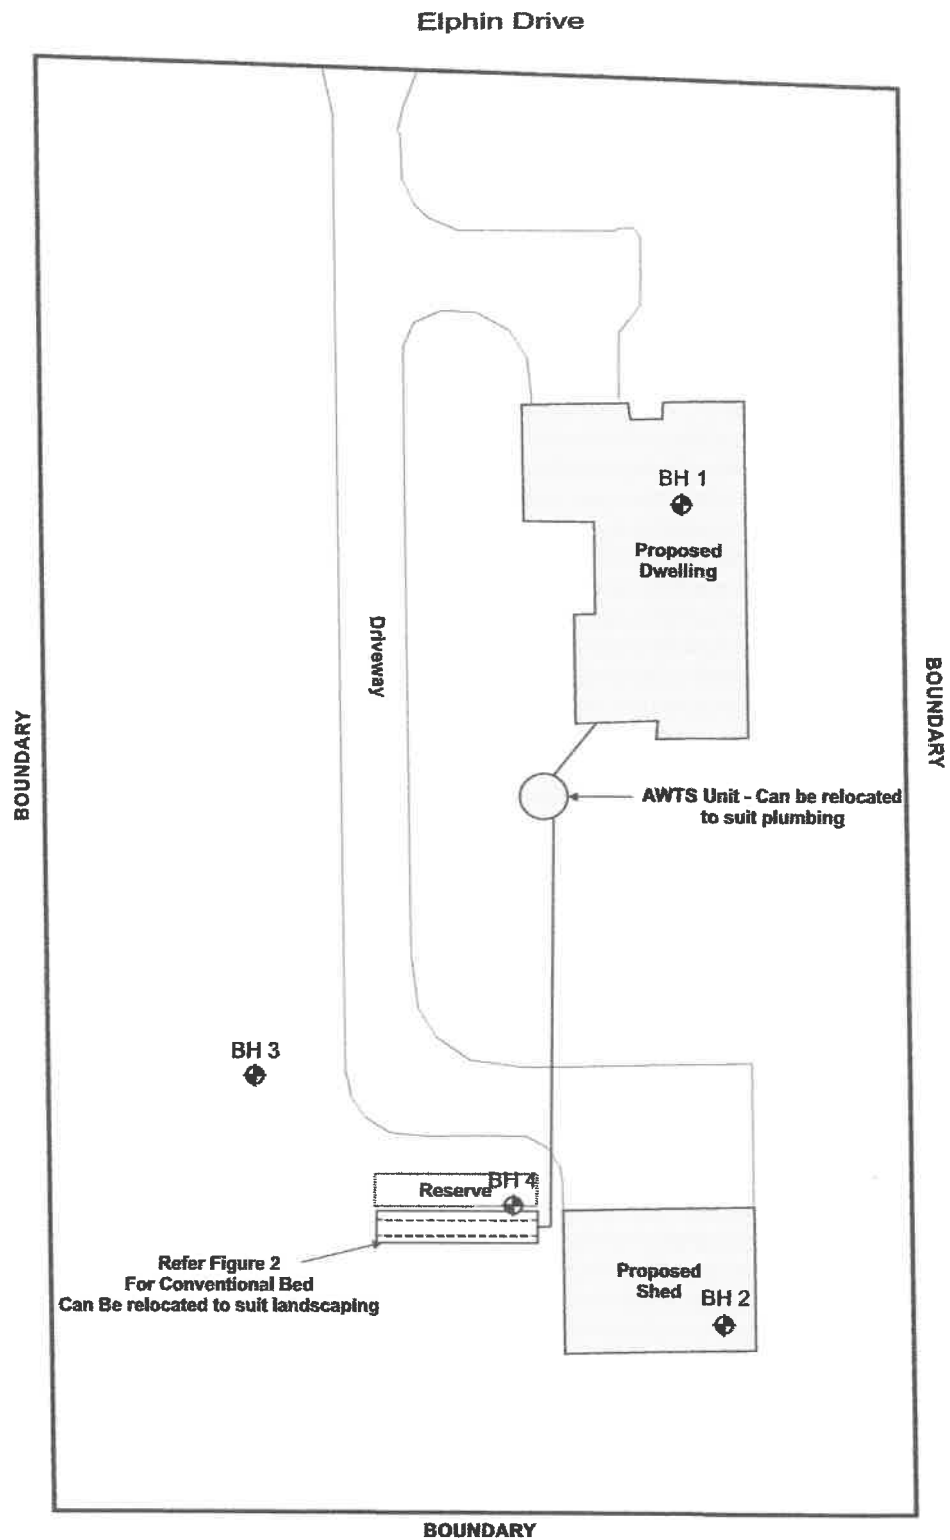 Elphin Drive
BH 1
Proposed
Dwelling
Driveway
BOUNDARY
BOUNDARY
AWTS Unit - Can be relocated
to suit plumbing
BH 3
BH 4
Reserve
Refer Figure 2
For Conventional Bed
Can Be relocated to suit landscaping
Proposed
Shed
BH 2
BOUNDARY